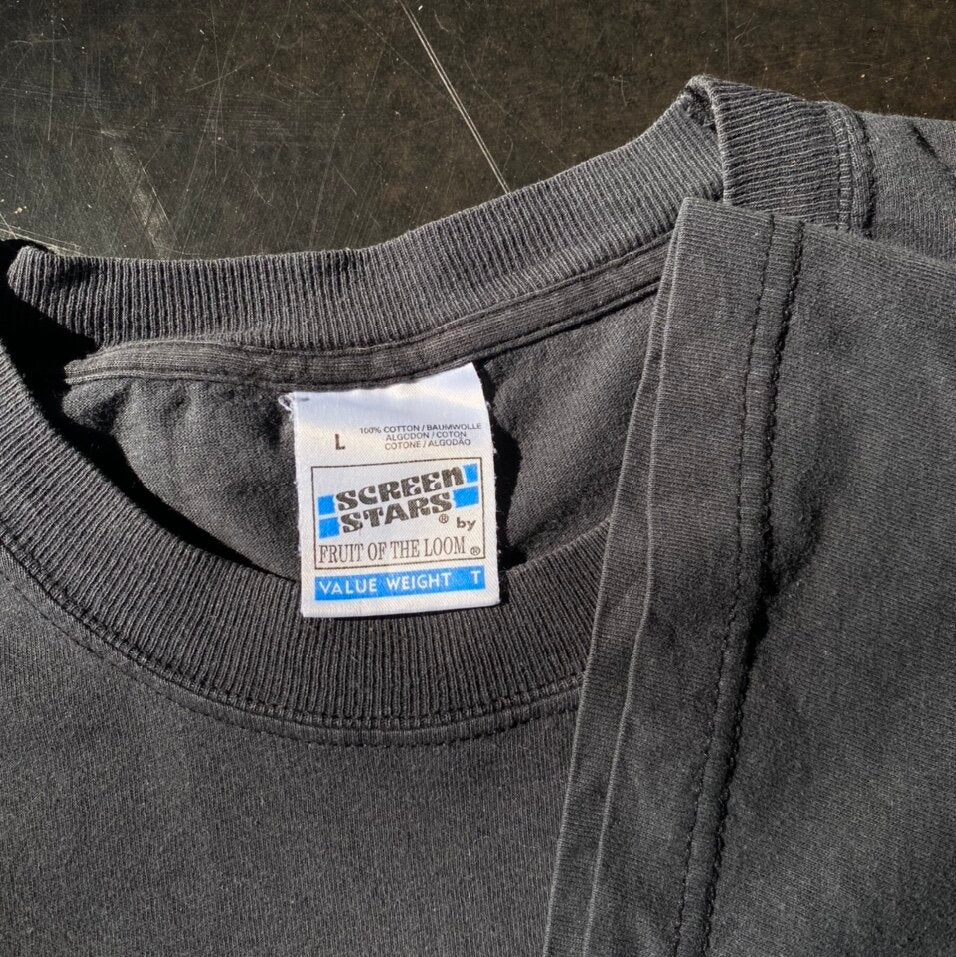 L
100% COTTON / BAUMWOLLE
ALGODON / COTON
COTONE / ALGODÃO
SCREEN
STARS ® by
FRUIT OF THE LOOM ®
VALUE WEIGHT T